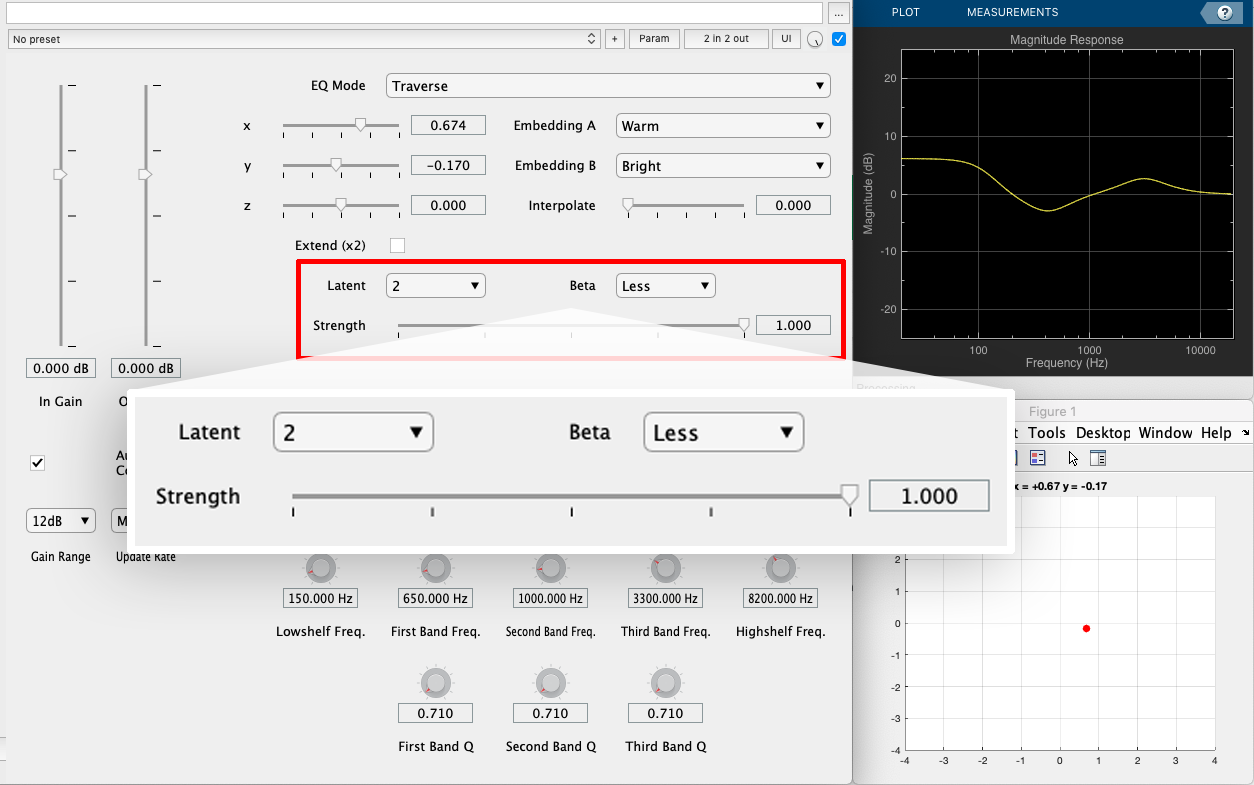 ...
PLOT MEASUREMENTS ?
No preset + Param 2 in 2 out UI
Magnitude Response
EQ Mode Traverse
x 0.674 Embedding A Warm
y -0.170 Embedding B Bright
z 0.000 Interpolate 0.000
Extend (x2)
Latent 2 Beta Less
Strength 1.000
20
10
0
-10
-20
Magnitude (dB)
100 1000 10000
Frequency (Hz)
0.000 dB 0.000 dB
In Gain
Processing
Figure 1
Tools Desktop Window Help
Latent 2 Beta Less
Strength 1.000
x = +0.67 y = -0.17
12dB
Gain Range Update Rate
150.000 Hz 650.000 Hz 1000.000 Hz 3300.000 Hz 8200.000 Hz
Lowshelf Freq. First Band Freq. Second Band Freq. Third Band Freq. Highshelf Freq.
0.710 0.710 0.710
First Band Q Second Band Q Third Band Q
2
1
0
-1
-2
-3
-4
-4 -3 -2 -1 0 1 2 3 4